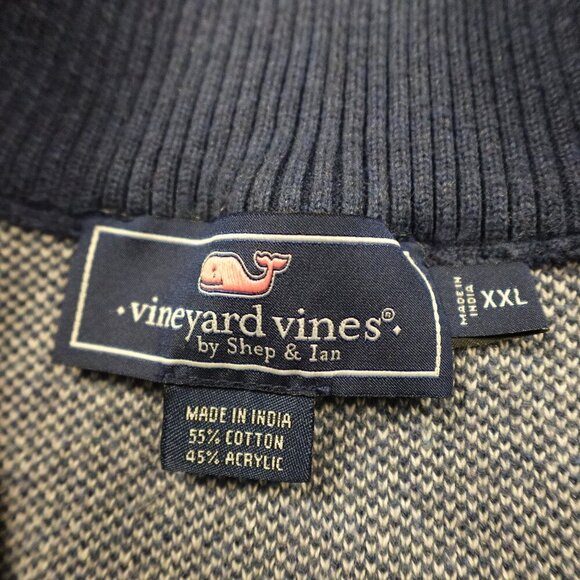 ·vineyard vines®·
by Shep & Ian
MADE IN INDIA
55% COTTON
45% ACRYLIC
MADE IN
INDIA
XXL